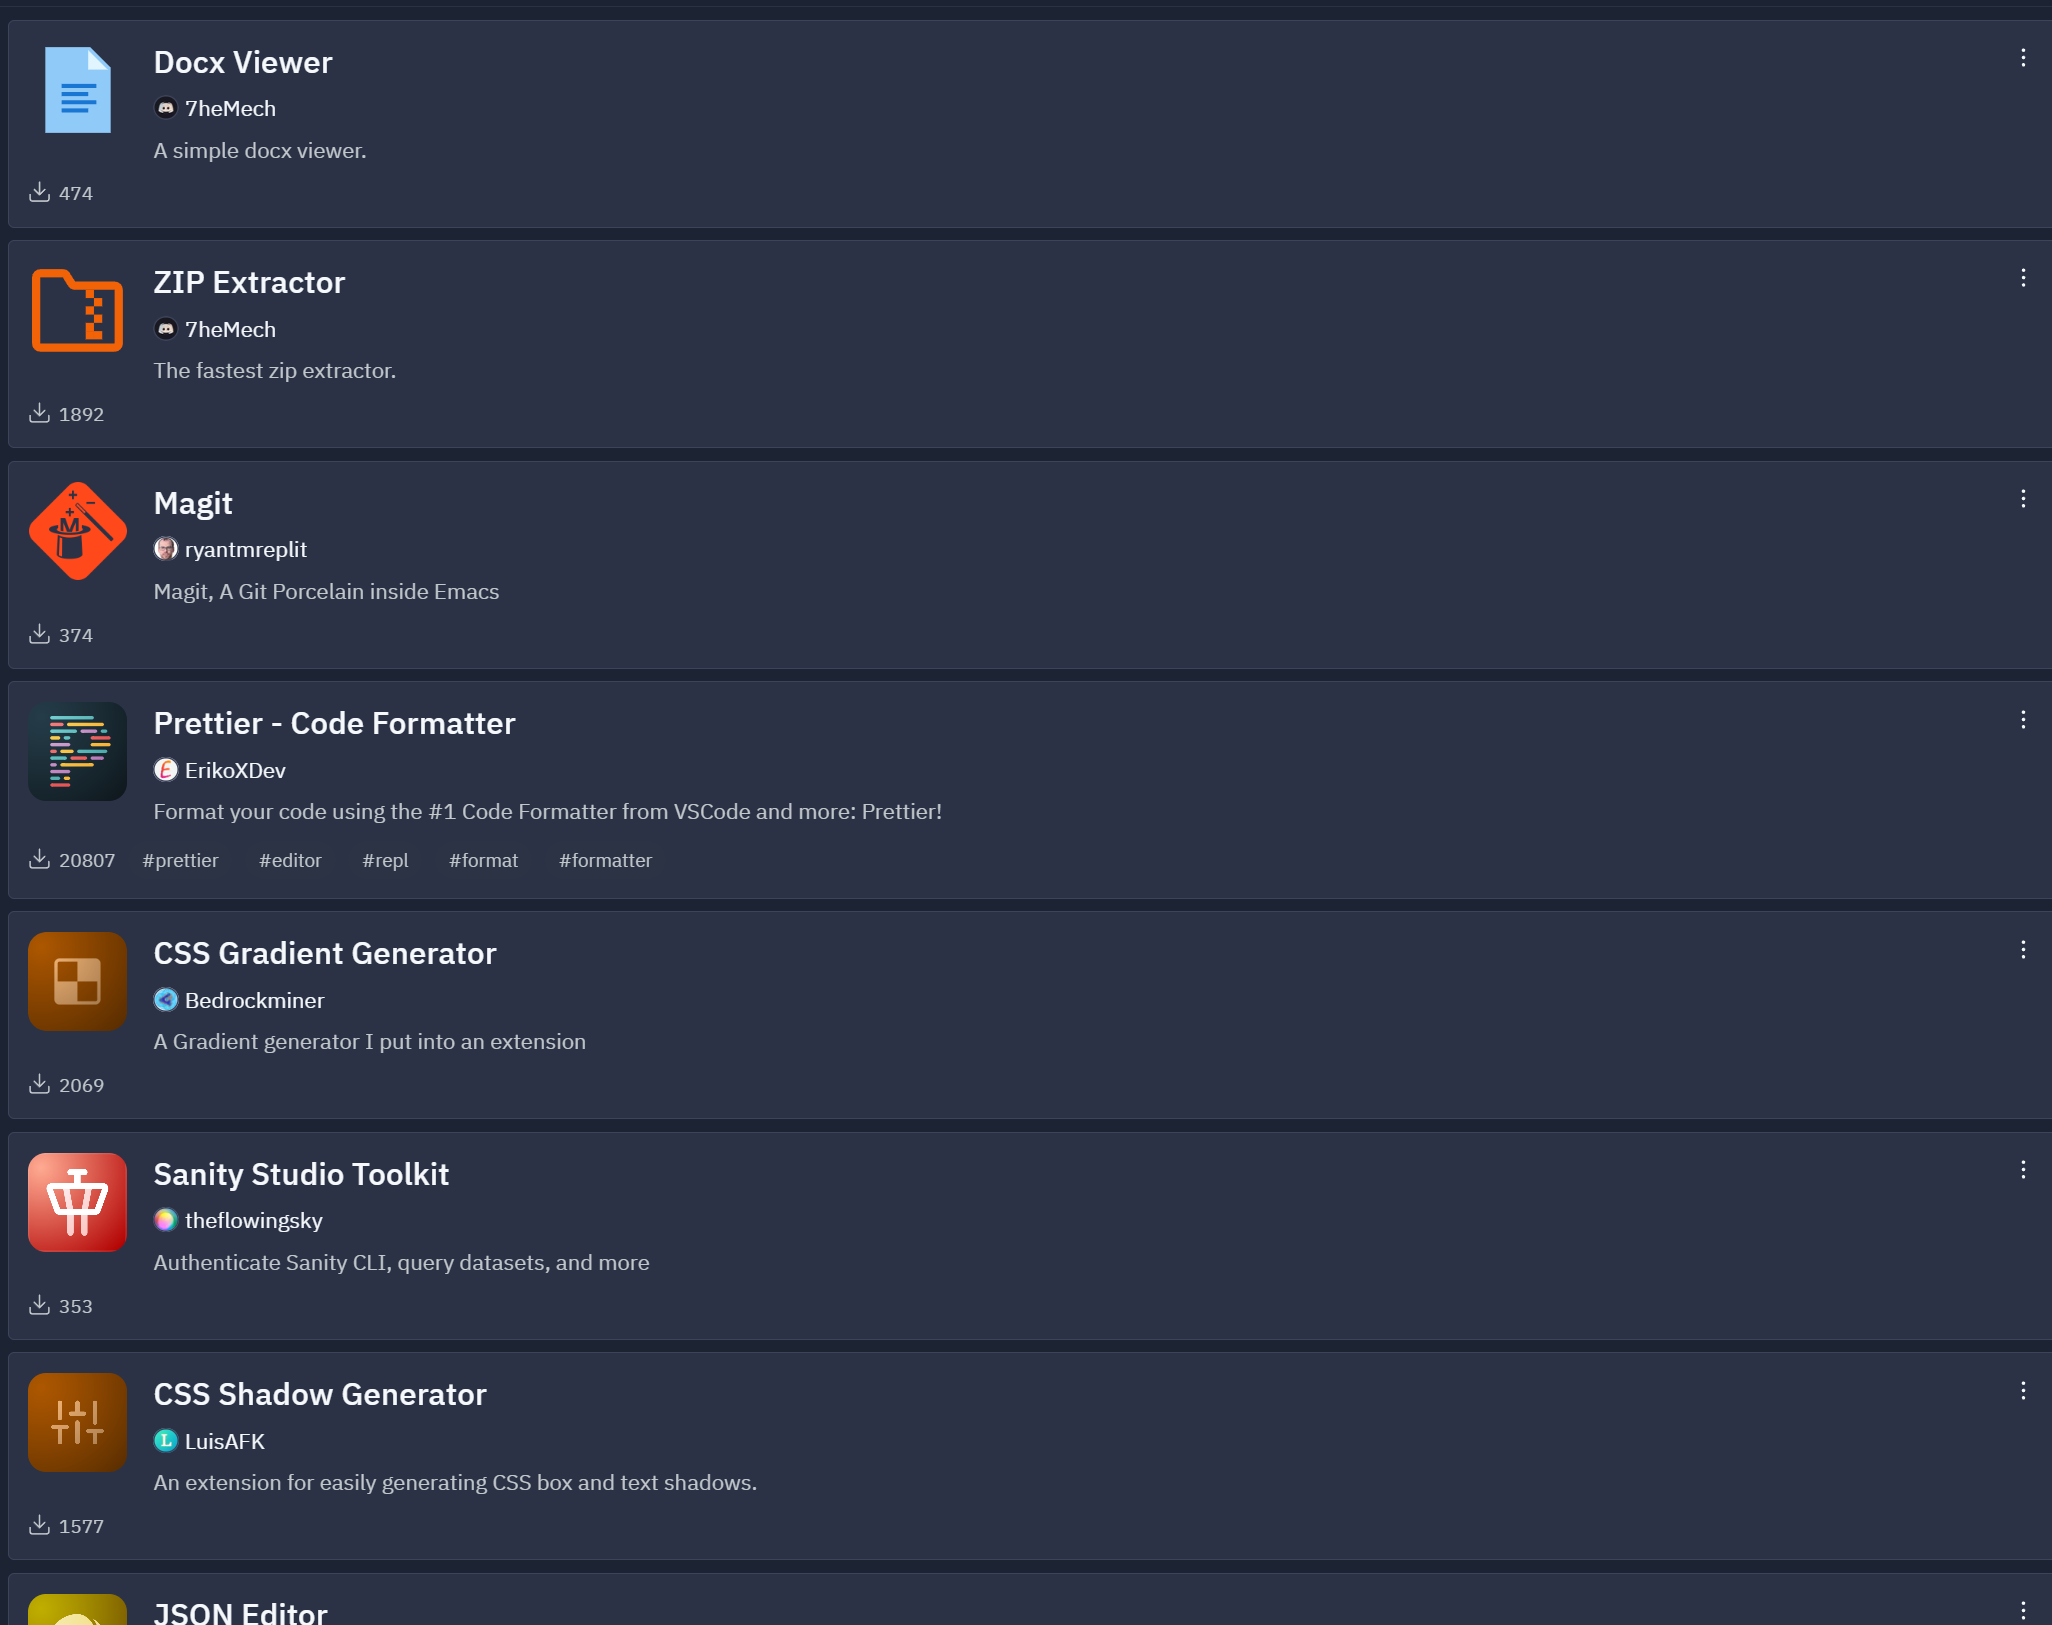 Docx Viewer
7heMech
A simple docx viewer.
474
ZIP Extractor
7heMech
The fastest zip extractor.
1892
Magit
ryantmreplit
Magit, A Git Porcelain inside Emacs
374
Prettier - Code Formatter
ErikoXDev
Format your code using the #1 Code Formatter from VSCode and more: Prettier!
20807 #prettier #editor #repl #format #formatter
CSS Gradient Generator
Bedrockminer
A Gradient generator I put into an extension
2069
Sanity Studio Toolkit
theflowingsky
Authenticate Sanity CLI, query datasets, and more
353
CSS Shadow Generator
L LuisAFK
An extension for easily generating CSS box and text shadows.
1577
JSON Editor